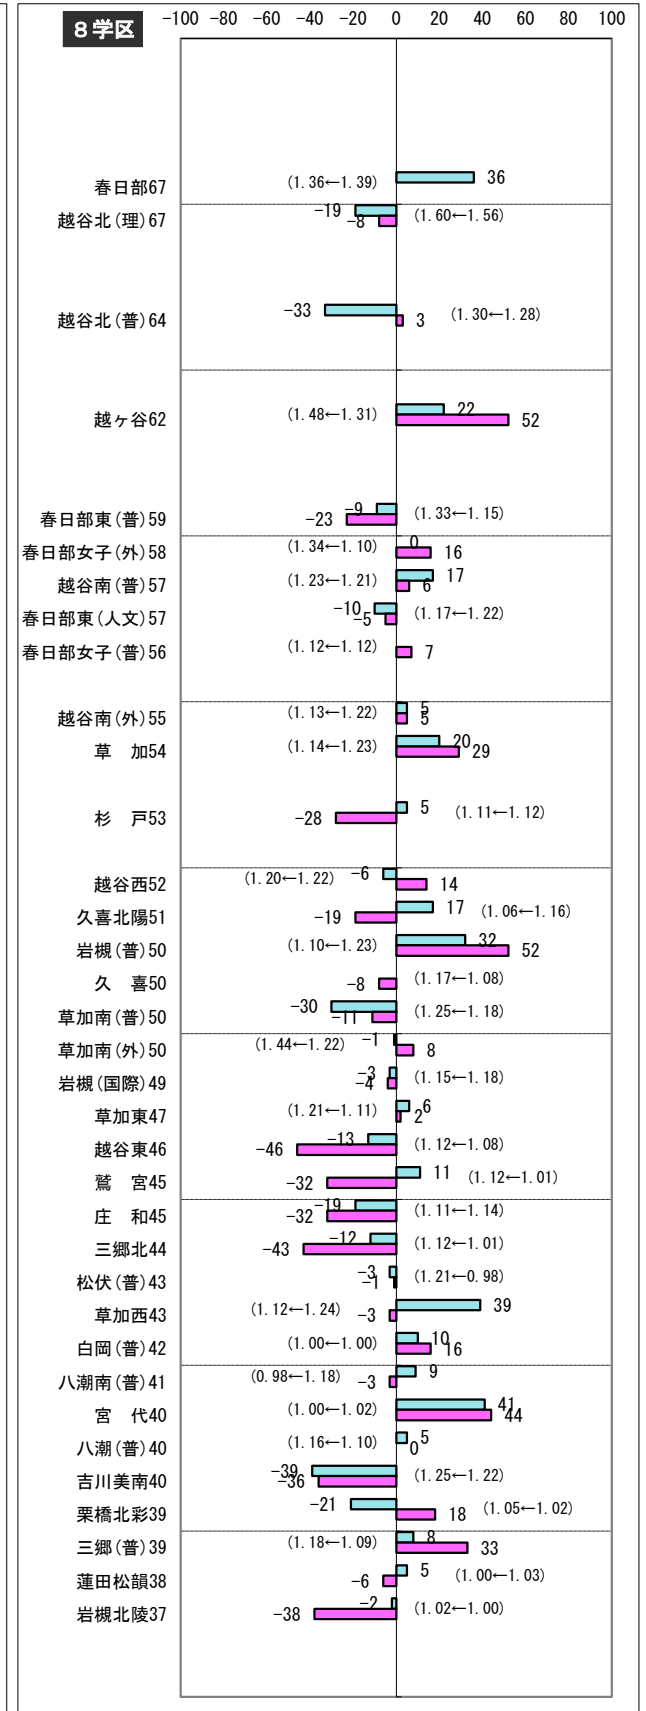 8学区
-100 -80 -60 -40 -20 0 20 40 60 80 100
春日部67 (1.36←1.39) 36
越谷北(理)67 -19 -8 (1.60←1.56)
越谷北(普)64 -33 3 (1.30←1.28)
越ヶ谷62 (1.48←1.31) 22 52
春日部東(普)59 -9 -23 (1.33←1.15)
春日部女子(外)58 (1.34←1.10) 0 16
越谷南(普)57 (1.23←1.21) 17 6
春日部東(人文)57 -10 -5 (1.17←1.22)
春日部女子(普)56 (1.12←1.12) 7
越谷南(外)55 (1.13←1.22) 5 5
草 加54 (1.14←1.23) 20 29
杉 戸53 -28 5 (1.11←1.12)
越谷西52 (1.20←1.22) -6 14
久喜北陽51 -19 17 (1.06←1.16)
岩槻(普)50 (1.10←1.23) 32 52
久 喜50 -8 (1.17←1.08)
草加南(普)50 -30 -11 (1.25←1.18)
草加南(外)50 (1.44←1.22) -1 8
岩槻(国際)49 -3 -4 (1.15←1.18)
草加東47 (1.21←1.11) 6 2
越谷東46 -13 -46 (1.12←1.08)
鷲 宮45 -32 11 (1.12←1.01)
庄 和45 -19 -32 (1.11←1.14)
三郷北44 -12 -43 (1.12←1.01)
松伏(普)43 -3 -1 (1.21←0.98)
草加西43 (1.12←1.24) -3 39
白岡(普)42 (1.00←1.00) 10 16
八潮南(普)41 (0.98←1.18) -3 9
宮 代40 (1.00←1.02) 41 44
八潮(普)40 (1.16←1.10) 5 0
吉川美南40 -39 -36 (1.25←1.22)
栗橋北彩39 -21 18 (1.05←1.02)
三郷(普)39 (1.18←1.09) 8 33
蓮田松韻38 -6 5 (1.00←1.03)
岩槻北陵37 -2 -38 (1.02←1.00)